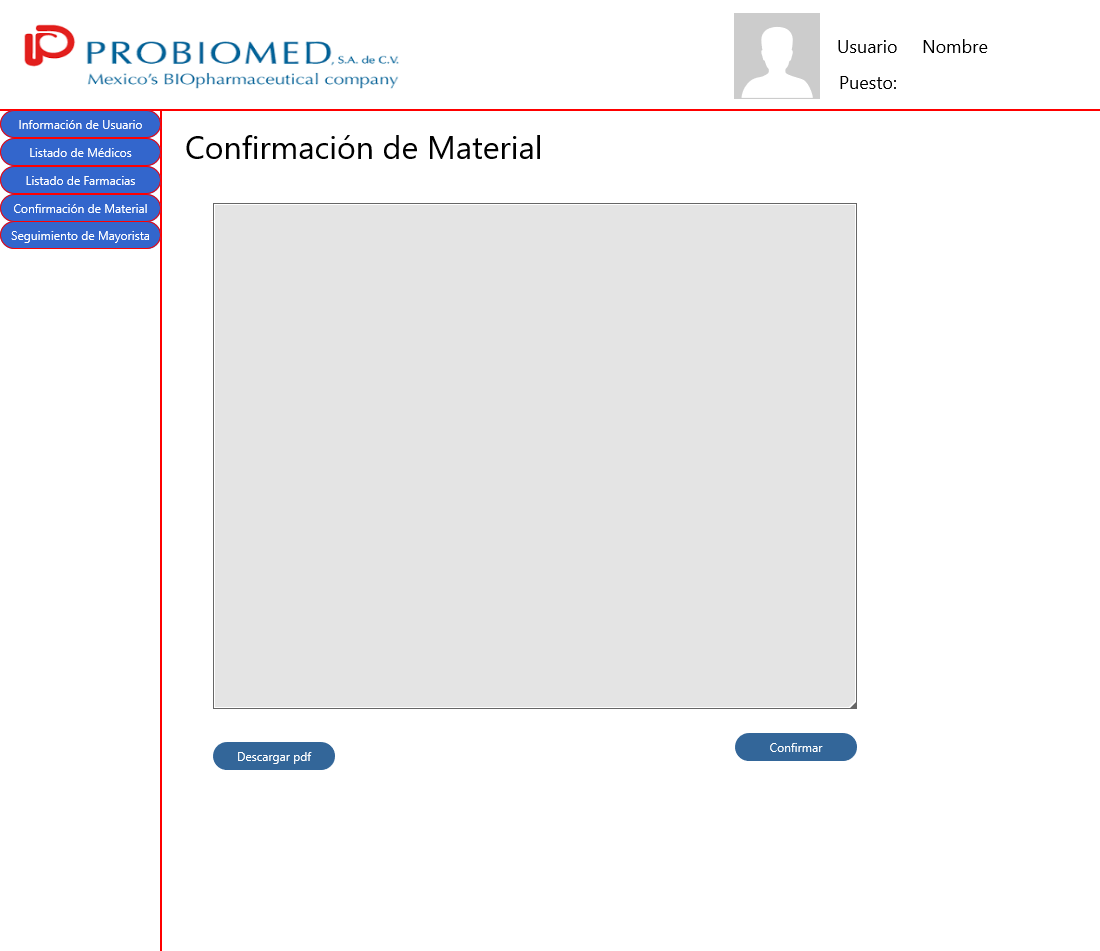 PROBIOMED, S.A. de C.V.
Mexico's BIOpharmaceutical company
Usuario Nombre
Puesto:
Información de Usuario
Listado de Médicos
Listado de Farmacias
Confirmación de Material
Seguimiento de Mayorista
Confirmación de Material
Descargar pdf
Confirmar